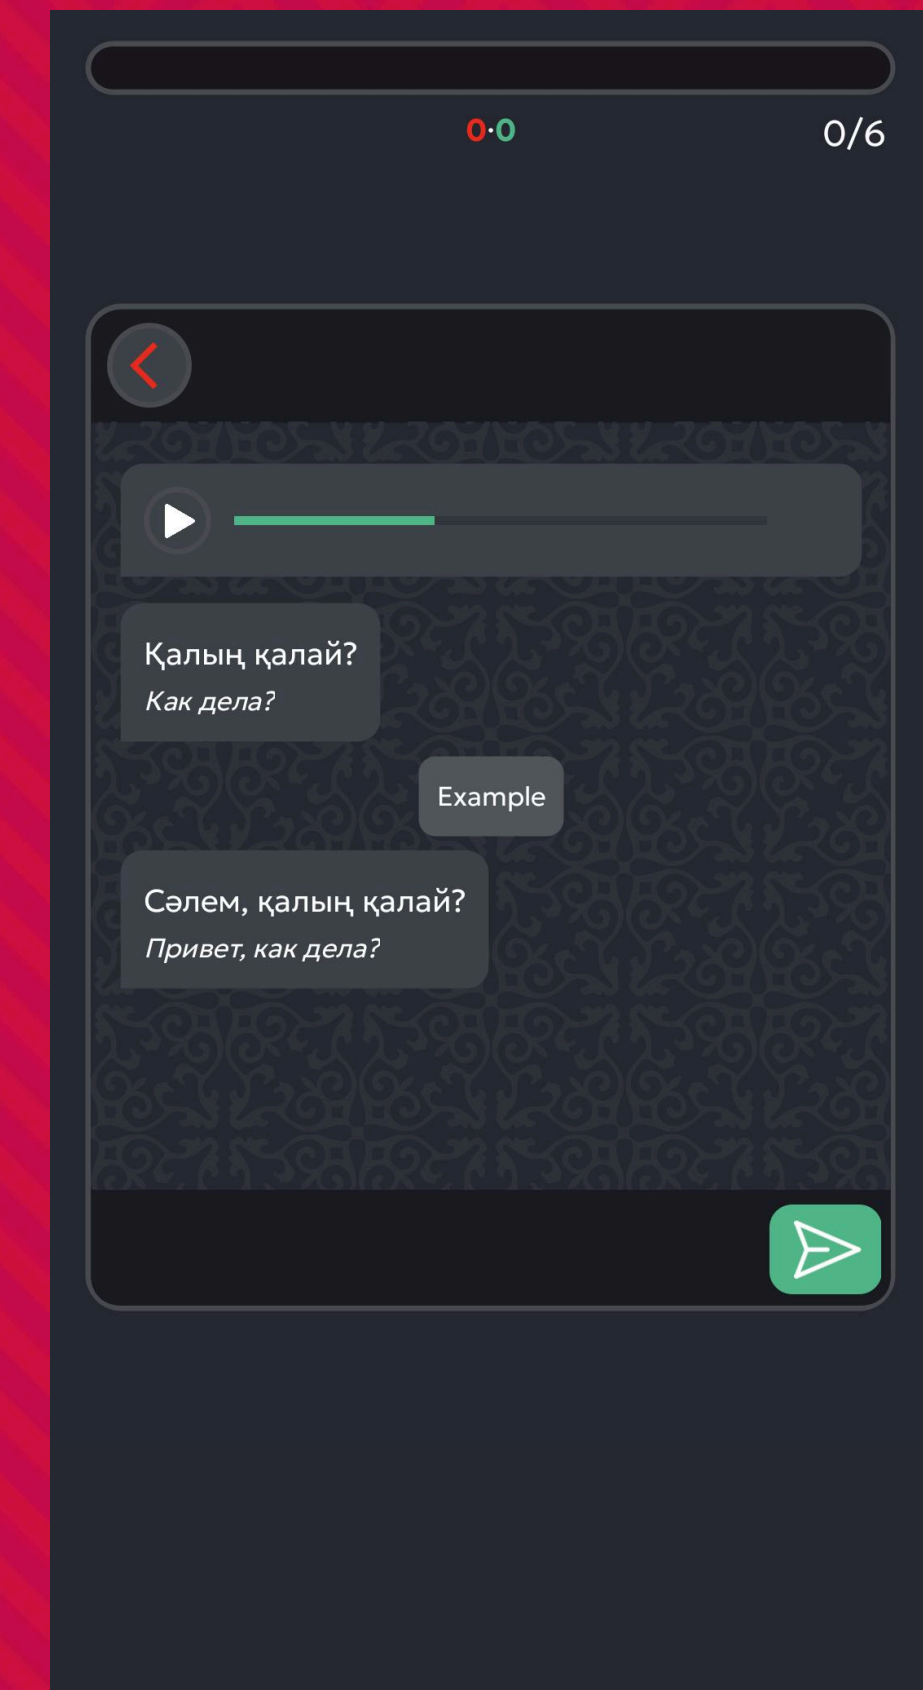 0·0
0/6
Қалың қалай?
Как дела?
Example
Сәлем, қалың қалай?
Привет, как дела?